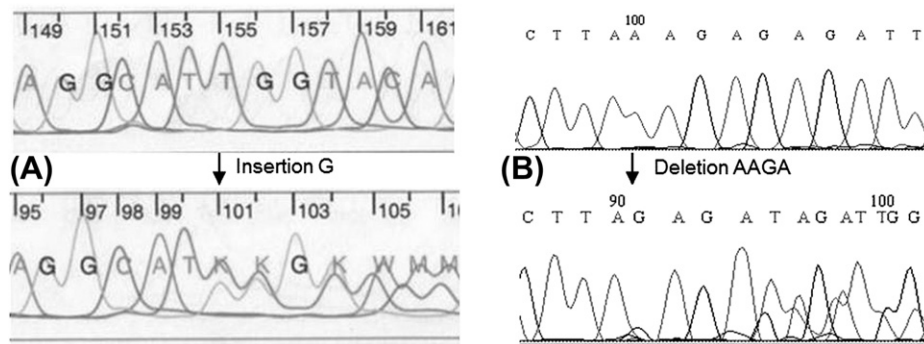 149 151 153 155 157 159 161
A G G C A T T G G T A C A
(A) Insertion G
95 97 98 99 101 103 105
A G G C A T K K G K W M M
100
C T T A A A G A G A G A T T
(B) Deletion AAGA
90 100
C T T A G A G A T A G A T T G G